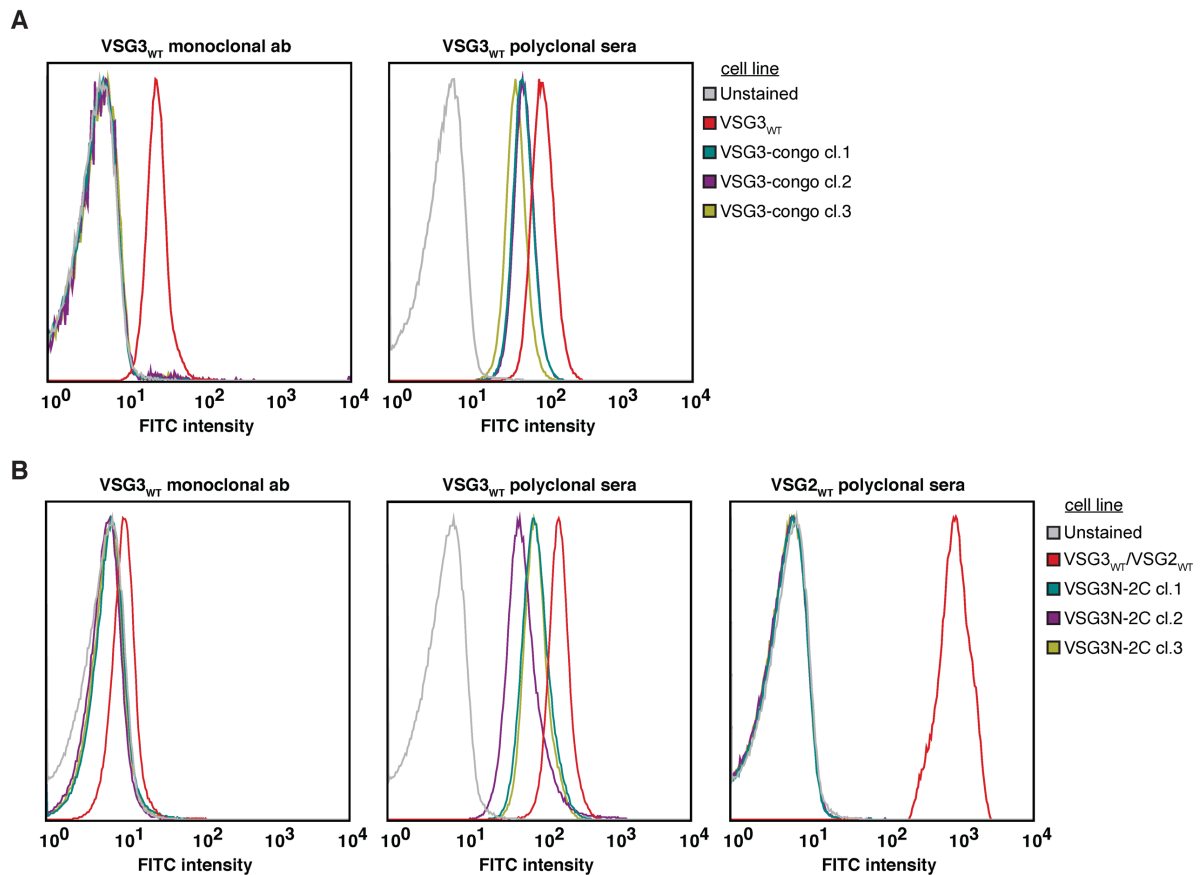 A
VSG3WT monoclonal ab
VSG3WT polyclonal sera
cell line
Unstained
VSG3WT
VSG3-congo cl.1
VSG3-congo cl.2
VSG3-congo cl.3
10^0 10^1 10^2 10^3 10^4
FITC intensity
10^0 10^1 10^2 10^3 10^4
FITC intensity
B
VSG3WT monoclonal ab
VSG3WT polyclonal sera
VSG2WT polyclonal sera
cell line
Unstained
VSG3WT/VSG2WT
VSG3N-2C cl.1
VSG3N-2C cl.2
VSG3N-2C cl.3
10^0 10^1 10^2 10^3 10^4
FITC intensity
10^0 10^1 10^2 10^3 10^4
FITC intensity
10^0 10^1 10^2 10^3 10^4
FITC intensity